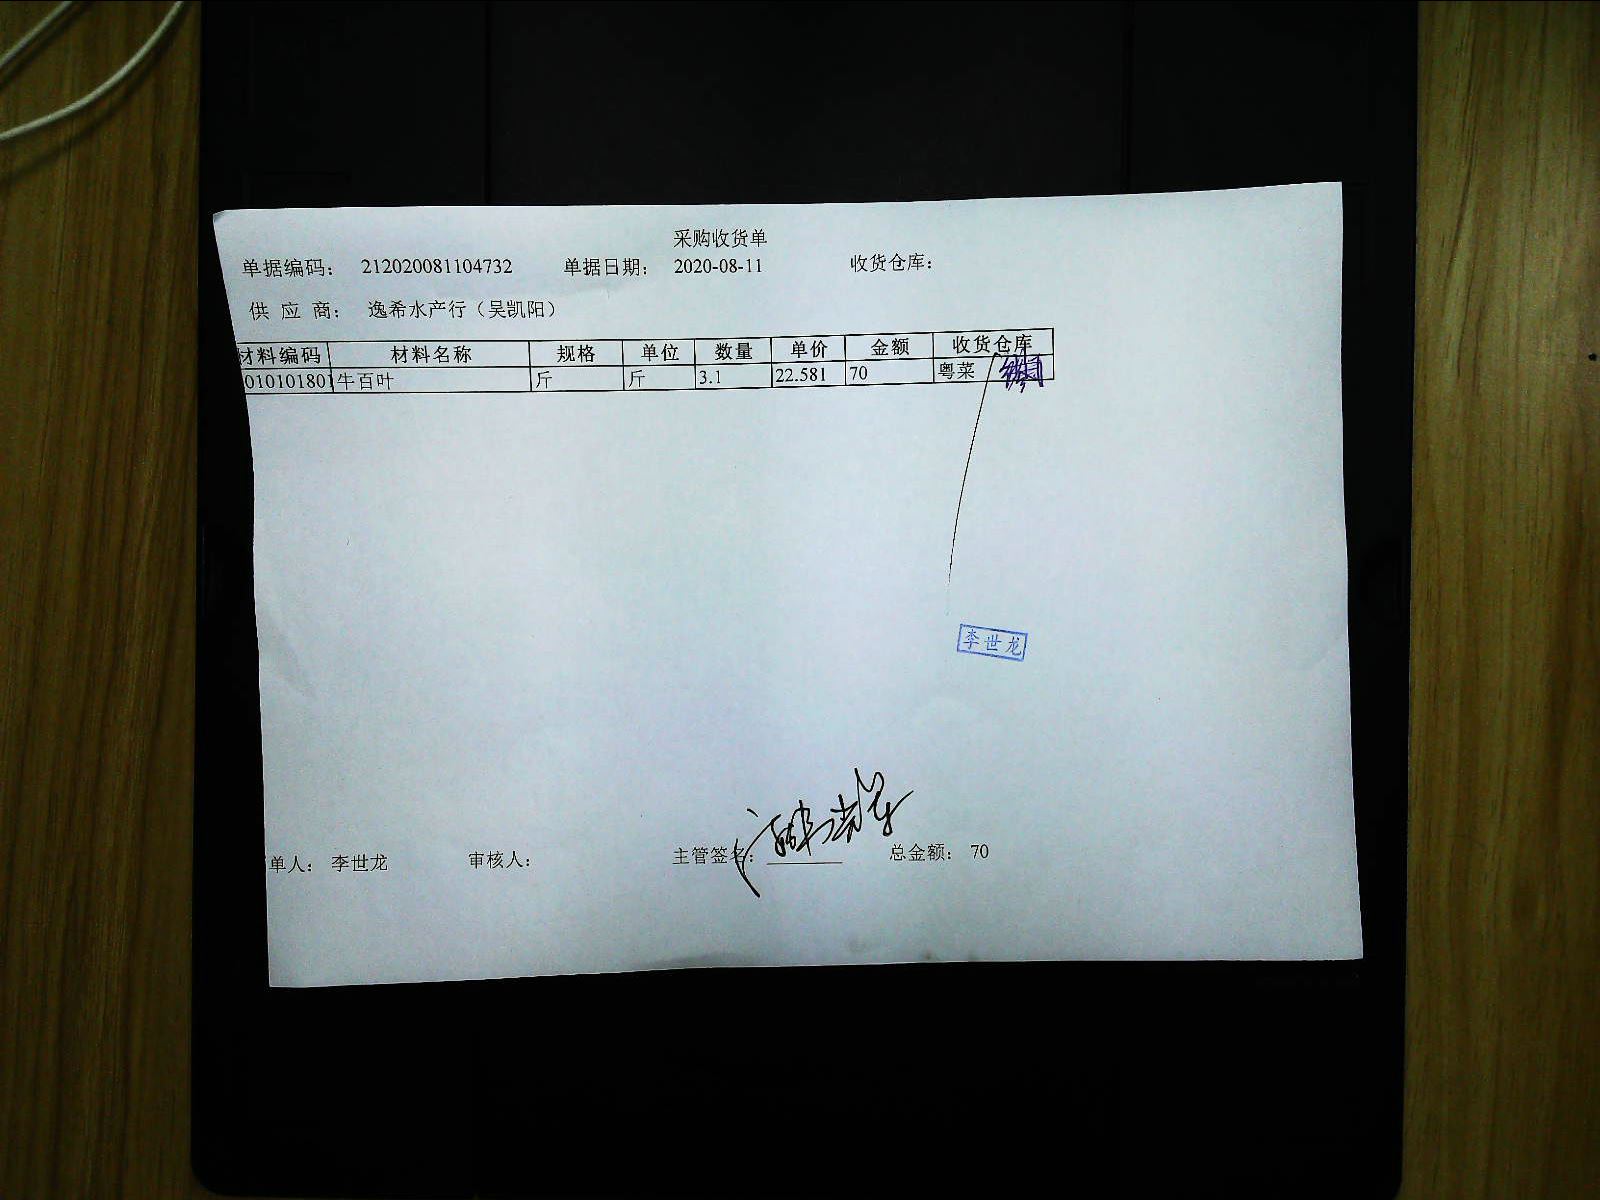 采购收货单
单据编码： 212020081104732 单据日期： 2020-08-11 收货仓库：
供 应 商： 逸希水产行（吴凯阳）
材料编码 材料名称 规格 单位 数量 单价 金额 收货仓库
010101801 牛百叶 斤 斤 3.1 22.581 70 粤菜
李世龙
单人： 李世龙 审核人： 主管签名： 总金额： 70